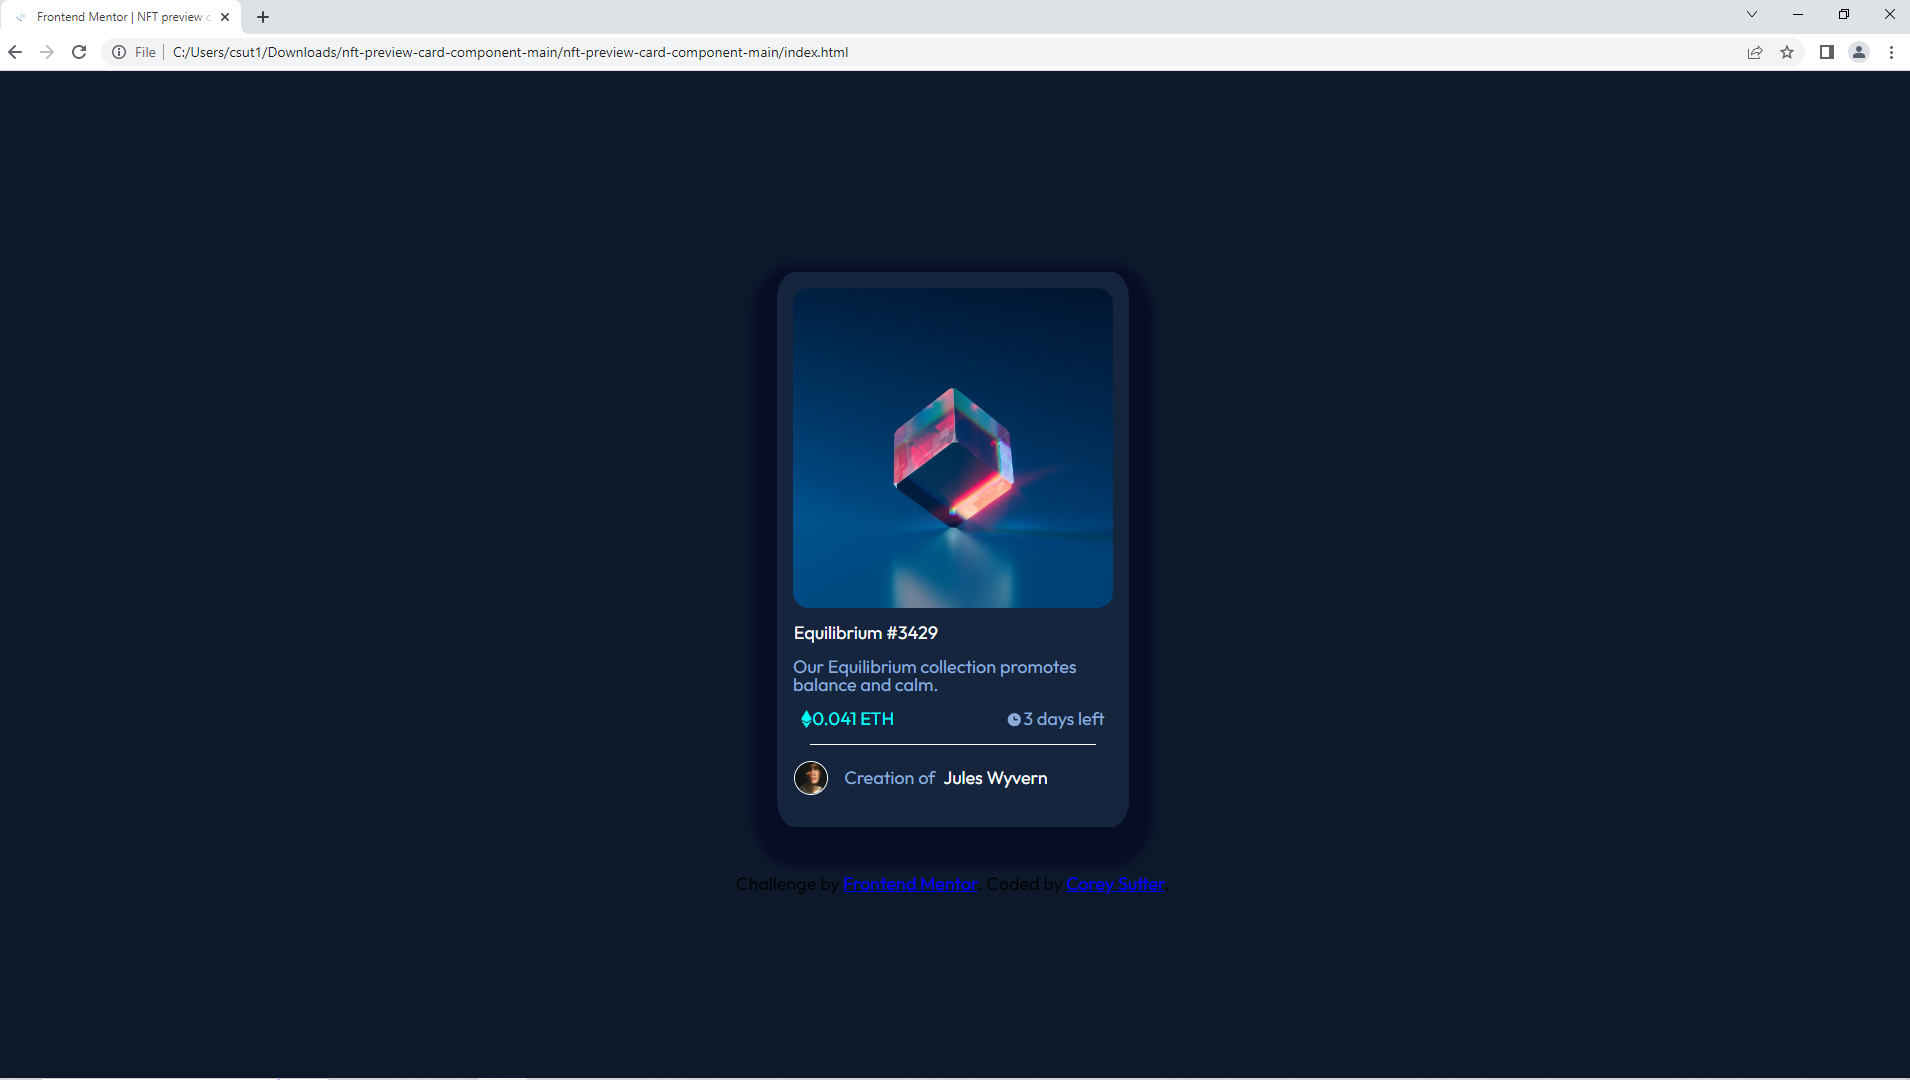 Frontend Mentor | NFT preview c
File
C:/Users/csut1/Downloads/nft-preview-card-component-main/nft-preview-card-component-main/index.html
Equilibrium #3429
Our Equilibrium collection promotes
balance and calm.
0.041 ETH
3 days left
Creation of Jules Wyvern
Challenge by Frontend Mentor. Coded by Corey Sutter.